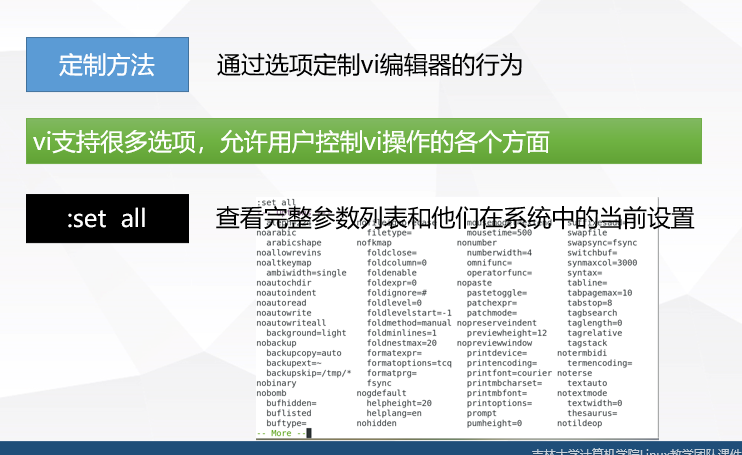 定制方法 通过选项定制vi编辑器的行为
vi支持很多选项，允许用户控制vi操作的各个方面
:set all 查看完整参数列表和他们在系统中的当前设置
:set all
noarabic filetype= mousetime=500 swapfile
arabicshape nofkmap nonumber swapsync=fsync
noallowrevins foldclose= numberwidth=4 switchbuf=
noaltkeymap foldcolumn=0 omnifunc= synmaxcol=3000
ambiwidth=single foldenable operatorfunc= syntax=
noautochdir foldexpr=0 nopaste tabline=
noautoindent foldignore=# pastetoggle= tabpagemax=10
noautoread foldlevel=0 patchexpr= tabstop=8
noautowrite foldlevelstart=-1 patchmode= tagbsearch
noautowriteall foldmethod=manual nopreserveindent taglength=0
background=light foldminlines=1 previewheight=12 tagrelative
nobackup foldnestmax=20 nopreviewwindow tagstack
backupcopy=auto formatexpr= printdevice= notermbidi
backupext=~ formatoptions=tcq printencoding= termencoding=
backupskip=/tmp/* formatprg= printfont=courier noterse
nobinary fsync printmbcharset= textauto
nobomb nogdefault printmbfont= notextmode
bufhidden= helpheight=20 printoptions= textwidth=0
buflisted helplang=en prompt thesaurus=
buftype= nohidden pumheight=0 notildeop
-- More --
吉林大学计算机学院Linux教学团队课件